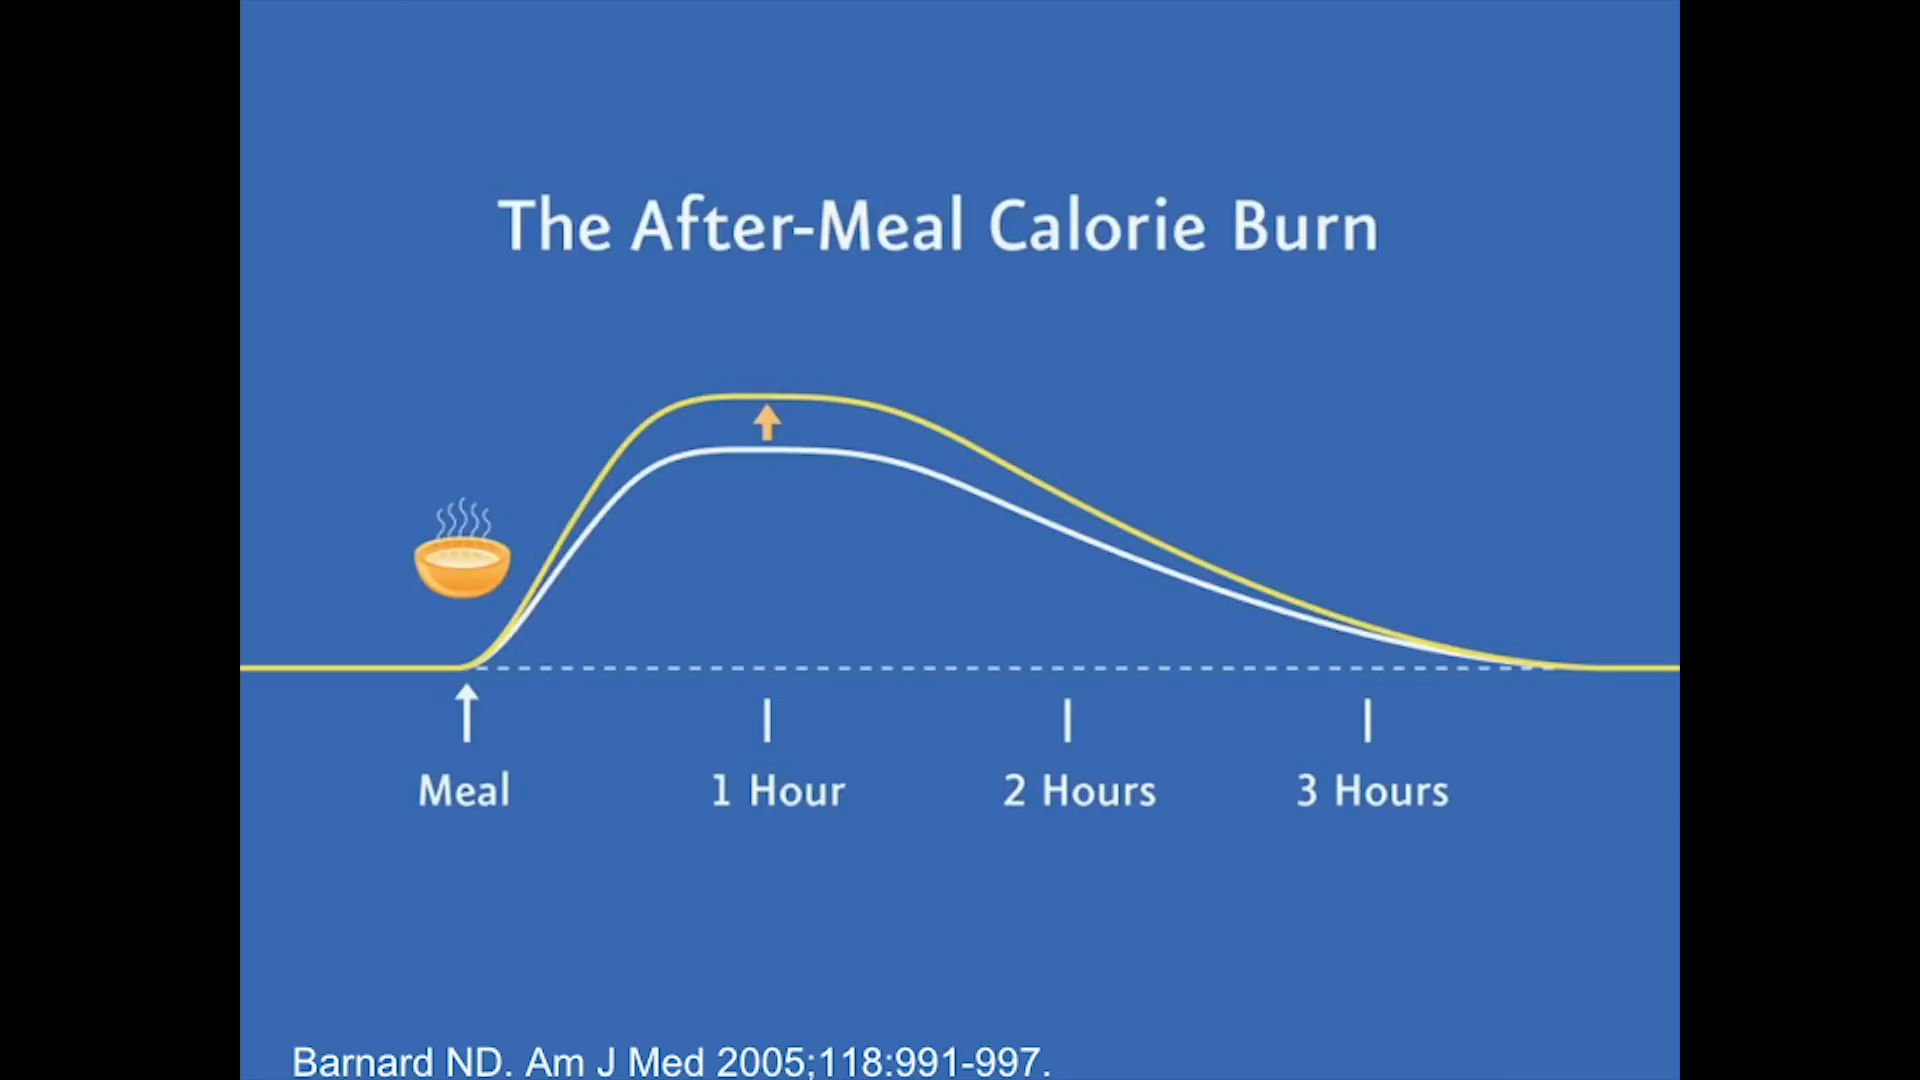 The After-Meal Calorie Burn
Meal
1 Hour
2 Hours
3 Hours
Barnard ND. Am J Med 2005;118:991-997.